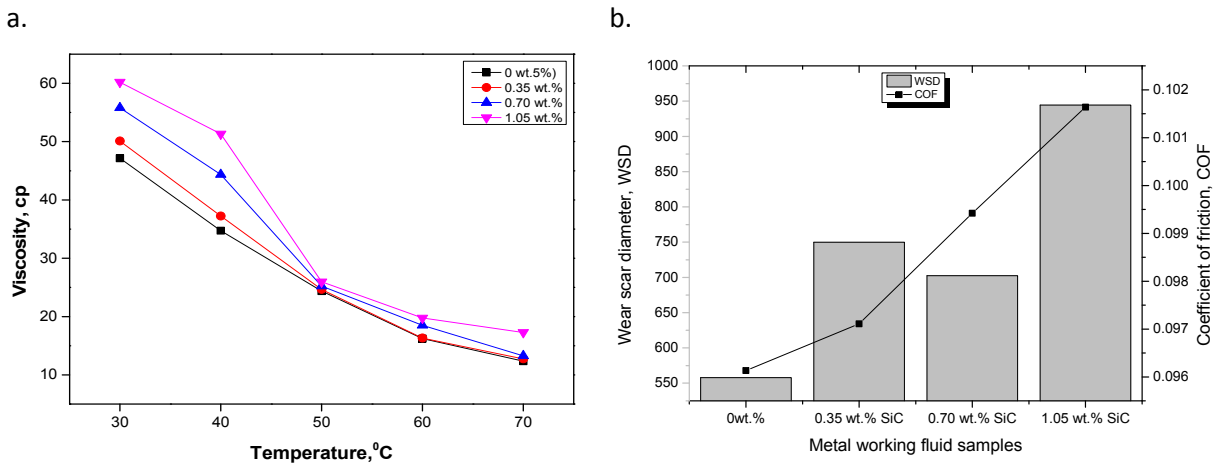 a.
60
50
40
30
20
10
Viscosity, cp
30 40 50 60 70
Temperature,⁰C
0 wt.5%)
0.35 wt.%
0.70 wt.%
1.05 wt.%
b.
1000
950
900
850
800
750
700
650
600
550
Wear scar diameter, WSD
WSD
COF
0wt.% 0.35 wt.% SiC 0.70 wt.% SiC 1.05 wt.% SiC
Metal working fluid samples
0.102
0.101
0.100
0.099
0.098
0.097
0.096
Coefficient of friction, COF